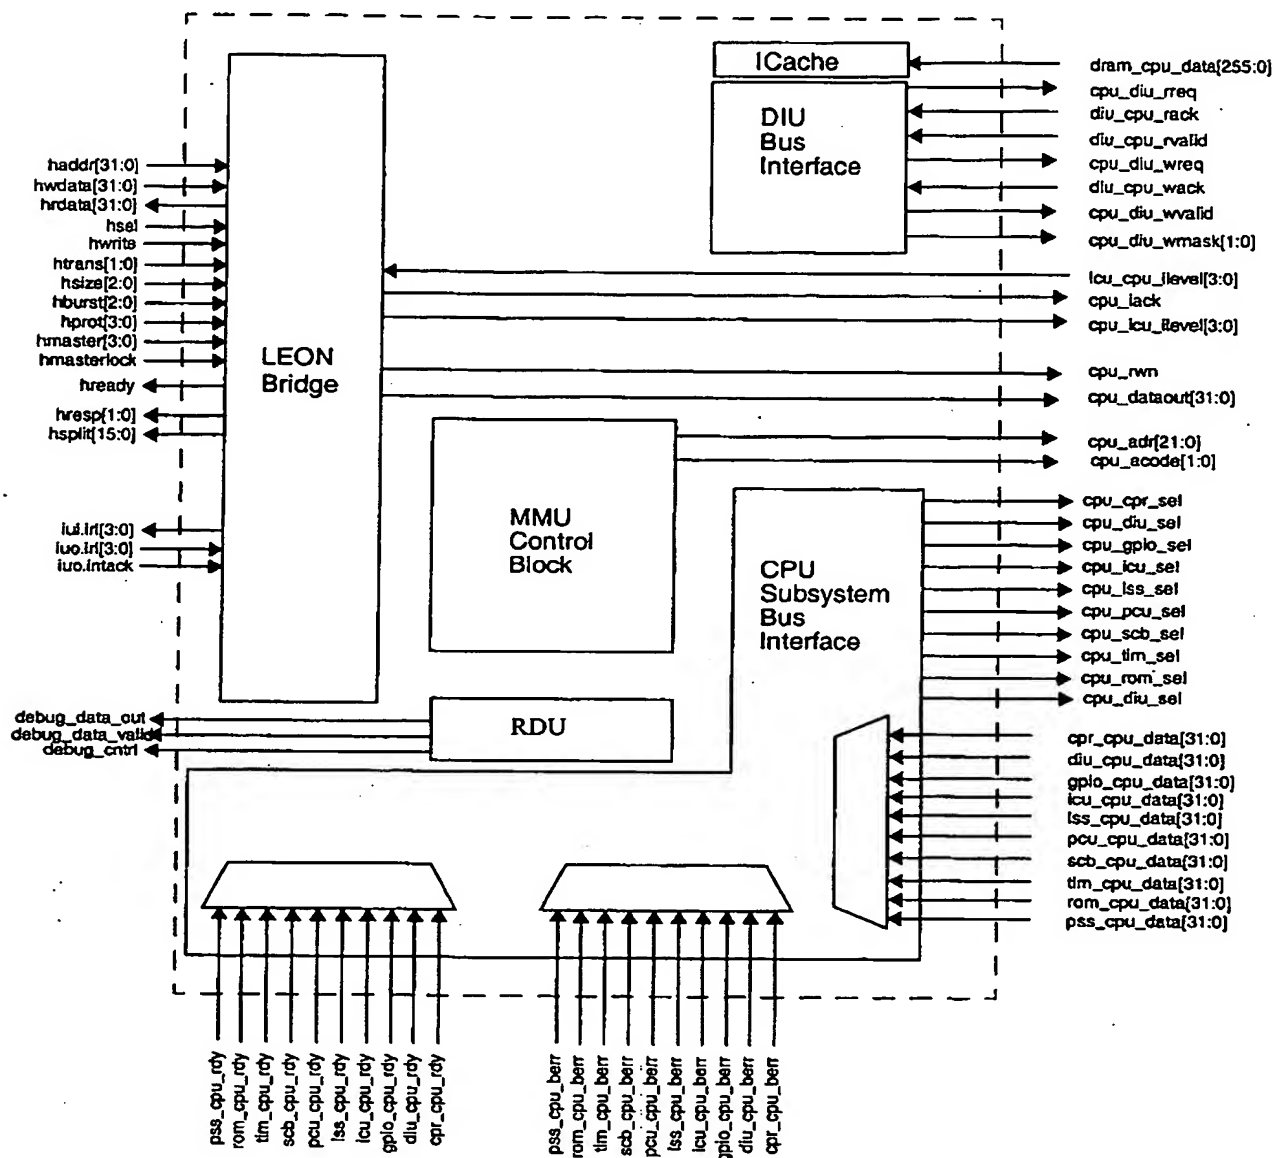 ICache
DIU
Bus
Interface
dram_cpu_data[255:0]
cpu_diu_rreq
diu_cpu_rack
diu_cpu_rvalid
cpu_diu_wreq
diu_cpu_wack
cpu_diu_wvalid
cpu_diu_wmask[1:0]
icu_cpu_ilevel[3:0]
cpu_iack
cpu_icu_ilevel[3:0]
cpu_rwn
cpu_dataout[31:0]
cpu_adr[21:0]
cpu_acode[1:0]
haddr[31:0]
hwdata[31:0]
hrdata[31:0]
hsel
hwrite
htrans[1:0]
hsize[2:0]
hburst[2:0]
hprot[3:0]
hmaster[3:0]
hmasterlock
hready
hresp[1:0]
hsplit[15:0]
iui.irl[3:0]
iuo.irl[3:0]
iuo.intack
LEON
Bridge
MMU
Control
Block
CPU
Subsystem
Bus
Interface
cpu_cpr_sel
cpu_diu_sel
cpu_gpio_sel
cpu_icu_sel
cpu_lss_sel
cpu_pcu_sel
cpu_scb_sel
cpu_tim_sel
cpu_rom_sel
cpu_diu_sel
debug_data_out
debug_data_valid
debug_cntrl
RDU
cpr_cpu_data[31:0]
diu_cpu_data[31:0]
gpio_cpu_data[31:0]
icu_cpu_data[31:0]
lss_cpu_data[31:0]
pcu_cpu_data[31:0]
scb_cpu_data[31:0]
tim_cpu_data[31:0]
rom_cpu_data[31:0]
pss_cpu_data[31:0]
pss_cpu_rdy
rom_cpu_rdy
tim_cpu_rdy
scb_cpu_rdy
pcu_cpu_rdy
lss_cpu_rdy
icu_cpu_rdy
gpio_cpu_rdy
diu_cpu_rdy
cpr_cpu_rdy
pss_cpu_berr
rom_cpu_berr
tim_cpu_berr
scb_cpu_berr
pcu_cpu_berr
lss_cpu_berr
icu_cpu_berr
gpio_cpu_berr
diu_cpu_berr
cpr_cpu_berr